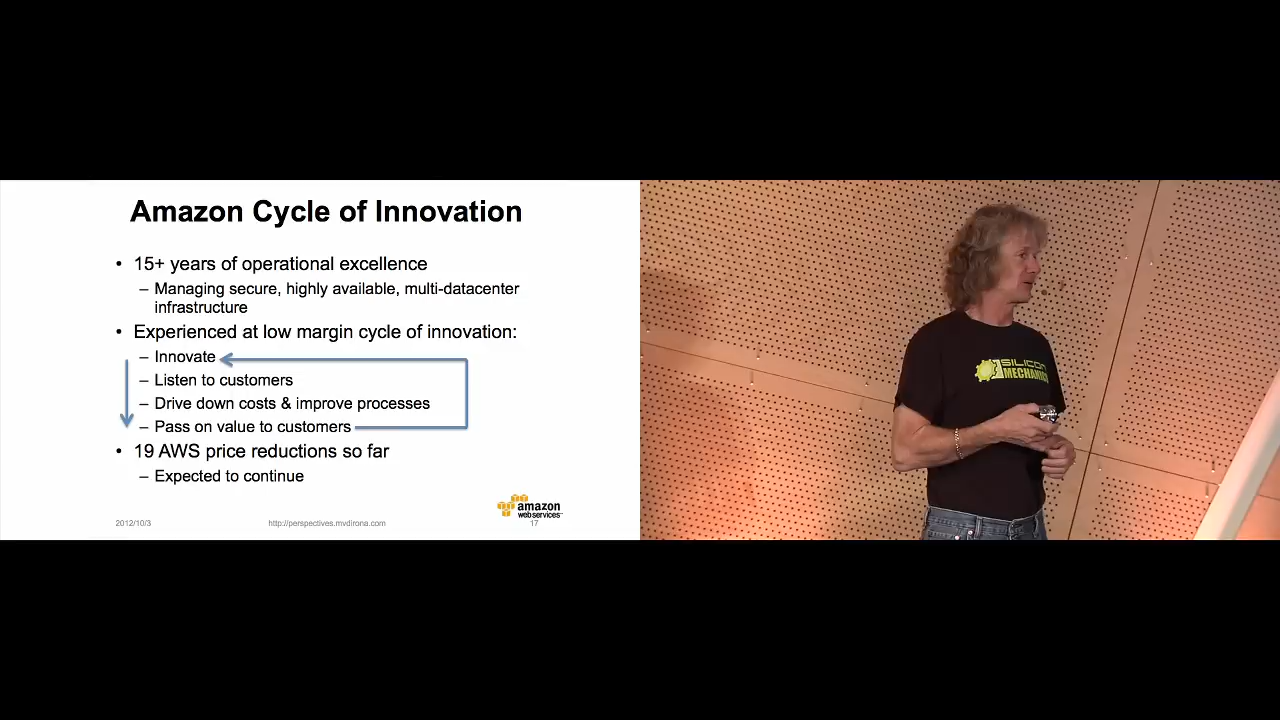 Amazon Cycle of Innovation
• 15+ years of operational excellence
– Managing secure, highly available, multi-datacenter
infrastructure
• Experienced at low margin cycle of innovation:
– Innovate
– Listen to customers
– Drive down costs & improve processes
– Pass on value to customers
• 19 AWS price reductions so far
– Expected to continue
amazon
webservices™
2012/10/3
http://perspectives.mvdirona.com
17
SILICON
MECHANICS